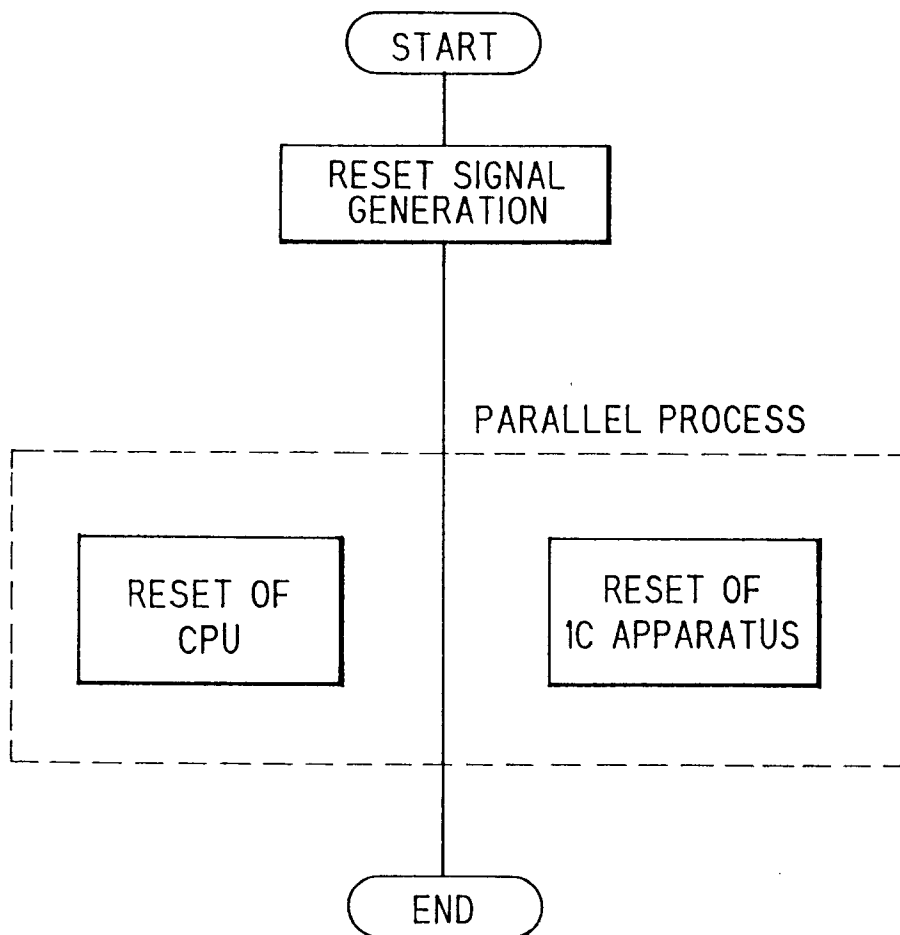 START
RESET SIGNAL
GENERATION
PARALLEL PROCESS
RESET OF
CPU
RESET OF
1C APPARATUS
END